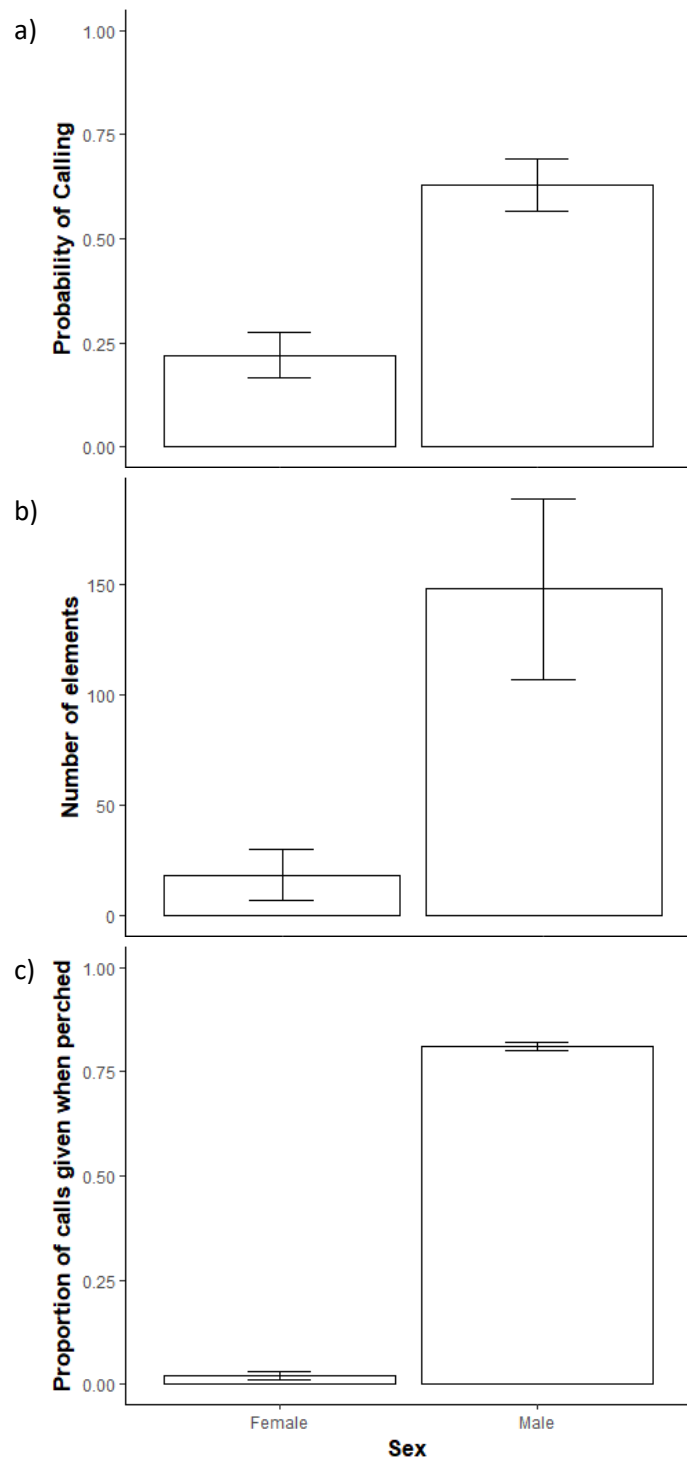 a)
1.00
0.75
0.50
0.25
0.00
Probability of Calling
b)
150
100
50
0
Number of elements
c)
1.00
0.75
0.50
0.25
0.00
Proportion of calls given when perched
Female Male
Sex